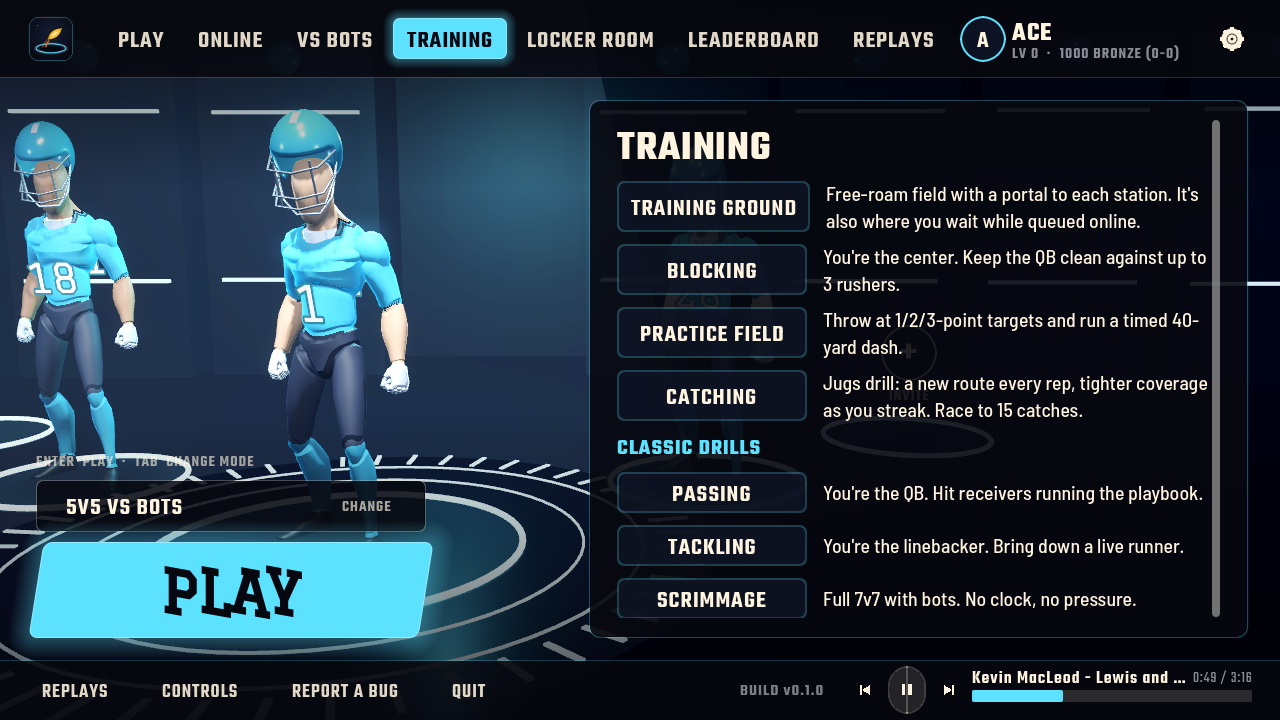 PLAY
ONLINE
VS BOTS
TRAINING
LOCKER ROOM
LEADERBOARD
REPLAYS
A
ACE
LV 0 · 1000 BRONZE (0-0)
TRAINING
TRAINING GROUND
Free-roam field with a portal to each station. It's
also where you wait while queued online.
BLOCKING
You're the center. Keep the QB clean against up to
3 rushers.
PRACTICE FIELD
Throw at 1/2/3-point targets and run a timed 40-
yard dash.
CATCHING
Jugs drill: a new route every rep, tighter coverage
as you streak. Race to 15 catches.
INVITE
CLASSIC DRILLS
PASSING
You're the QB. Hit receivers running the playbook.
TACKLING
You're the linebacker. Bring down a live runner.
SCRIMMAGE
Full 7v7 with bots. No clock, no pressure.
18
1
ENTER PLAY · TAB CHANGE MODE
5V5 VS BOTS
CHANGE
PLAY
REPLAYS
CONTROLS
REPORT A BUG
QUIT
BUILD v0.1.0
Kevin MacLeod - Lewis and ...
0:49 / 3:16